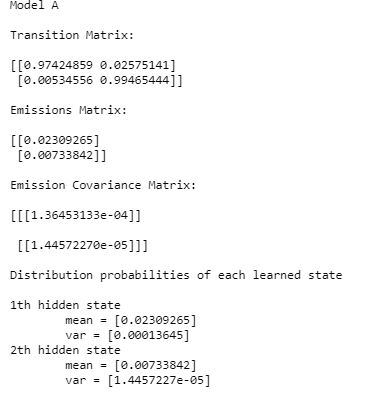 Model A
Transition Matrix:
[[0.97424859 0.02575141]
[0.00534556 0.99465444]]
Emissions Matrix:
[[0.02309265]
[0.00733842]]
Emission Covariance Matrix:
[[[1.36453133e-04]]
[[1.44572270e-05]]]
Distribution probabilities of each learned state
1th hidden state
mean = [0.02309265]
var = [0.00013645]
2th hidden state
mean = [0.00733842]
var = [1.4457227e-05]